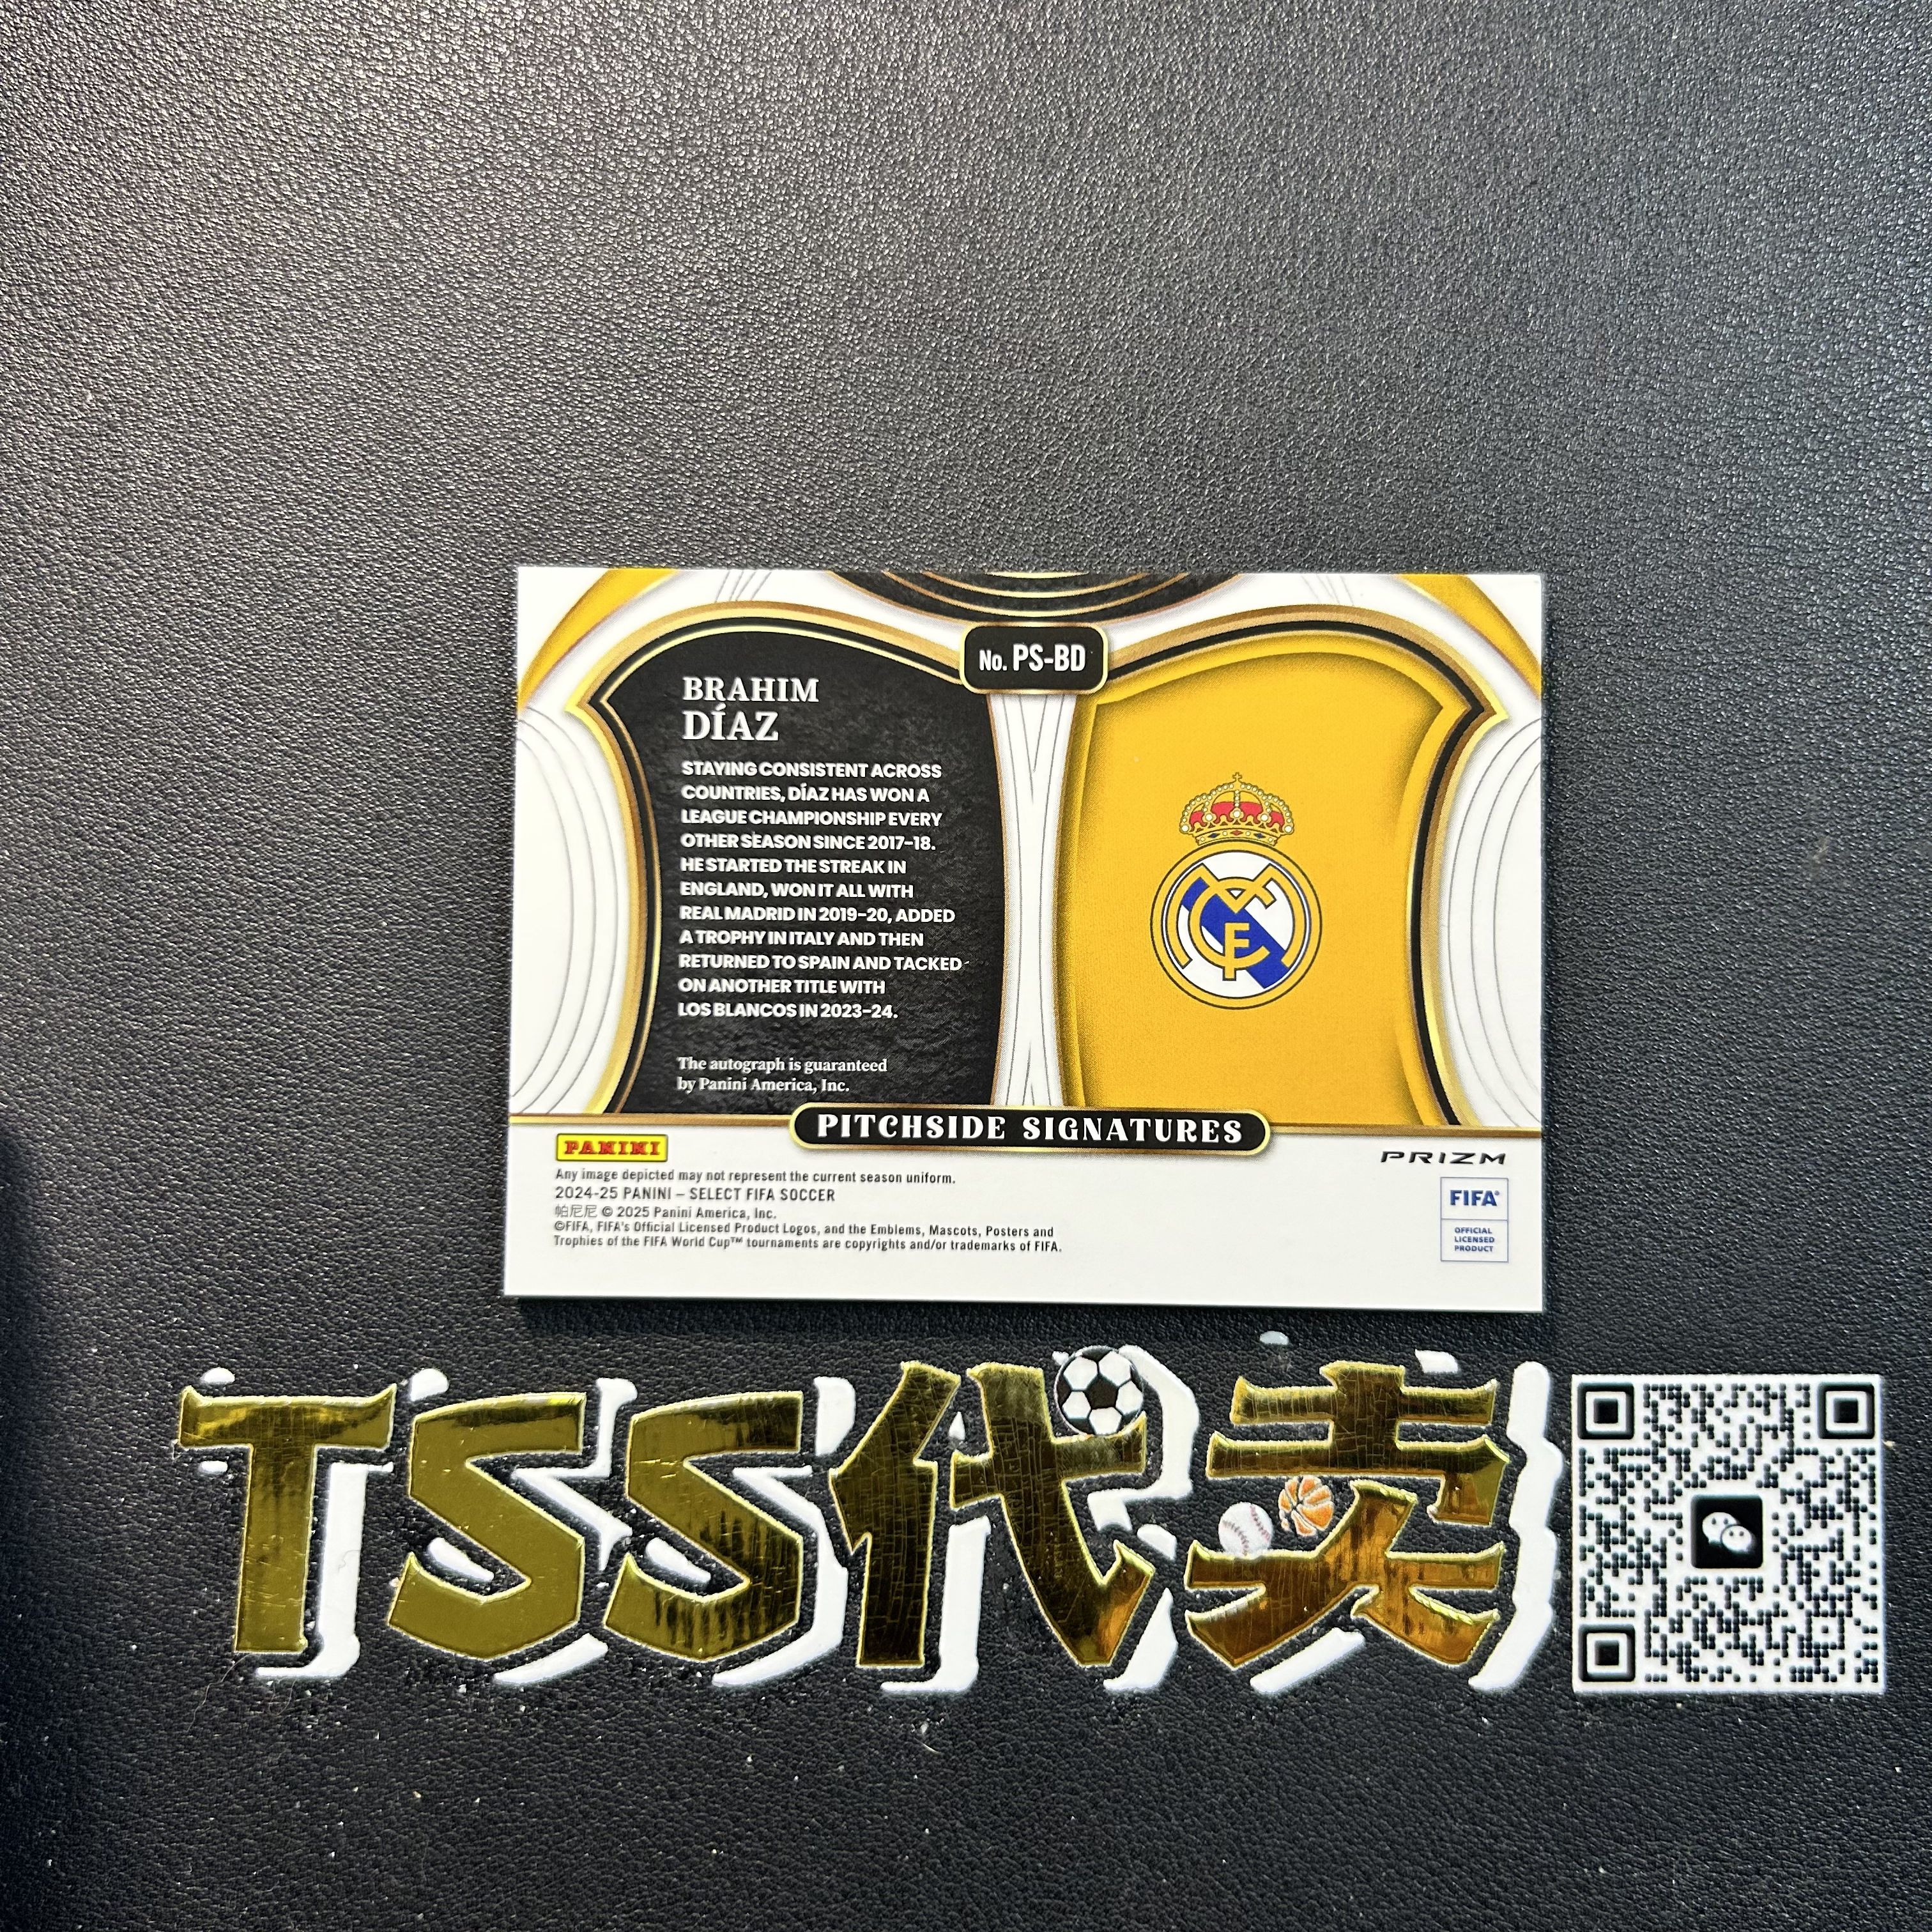 No. PS-BD
BRAHIM
DÍAZ
STAYING CONSISTENT ACROSS
COUNTRIES, DÍAZ HAS WON A
LEAGUE CHAMPIONSHIP EVERY
OTHER SEASON SINCE 2017-18.
HE STARTED THE STREAK IN
ENGLAND, WON IT ALL WITH
REAL MADRID IN 2019-20, ADDED
A TROPHY IN ITALY AND THEN
RETURNED TO SPAIN AND TACKED
ON ANOTHER TITLE WITH
LOS BLANCOS IN 2023-24.
The autograph is guaranteed
by Panini America, Inc.
PITCHSIDE SIGNATURES
PANINI
PRIZM
Any image depicted may not represent the current season uniform.
2024-25 PANINI – SELECT FIFA SOCCER
帕尼尼 © 2025 Panini America, Inc.
©FIFA, FIFA's Official Licensed Product Logos, and the Emblems, Mascots, Posters and
Trophies of the FIFA World Cup™ tournaments are copyrights and/or trademarks of FIFA.
FIFA®
OFFICIAL
LICENSED
PRODUCT
TSS代卖